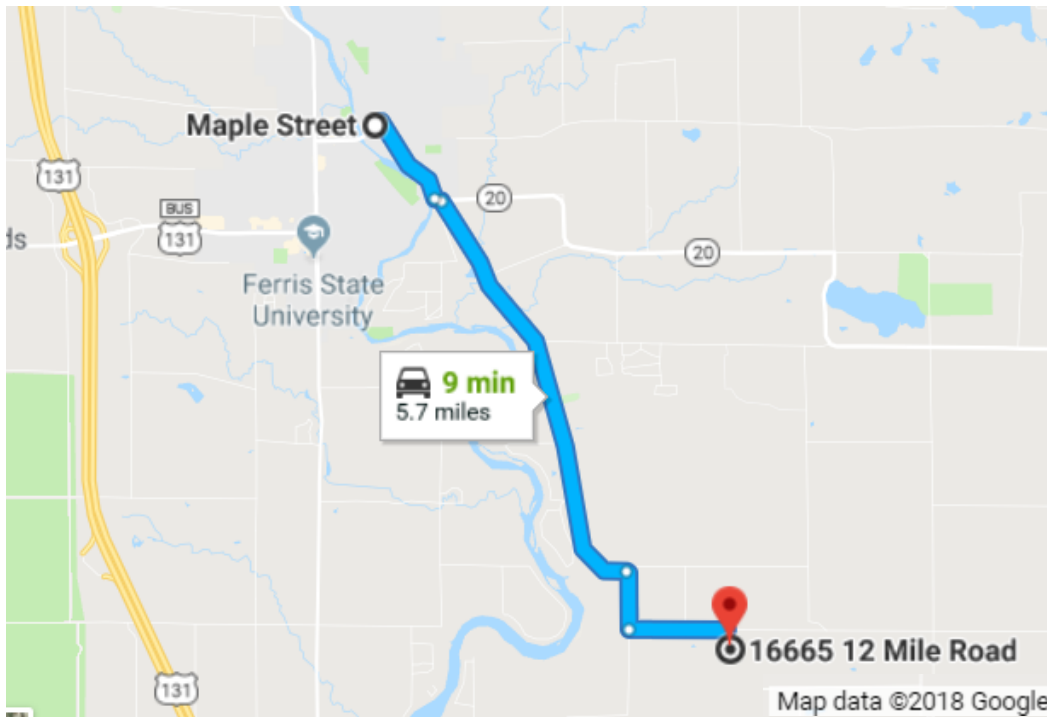 Maple Street
131
20
BUS
131
ds
20
Ferris State
University
9 min
5.7 miles
16665 12 Mile Road
131
Map data ©2018 Google